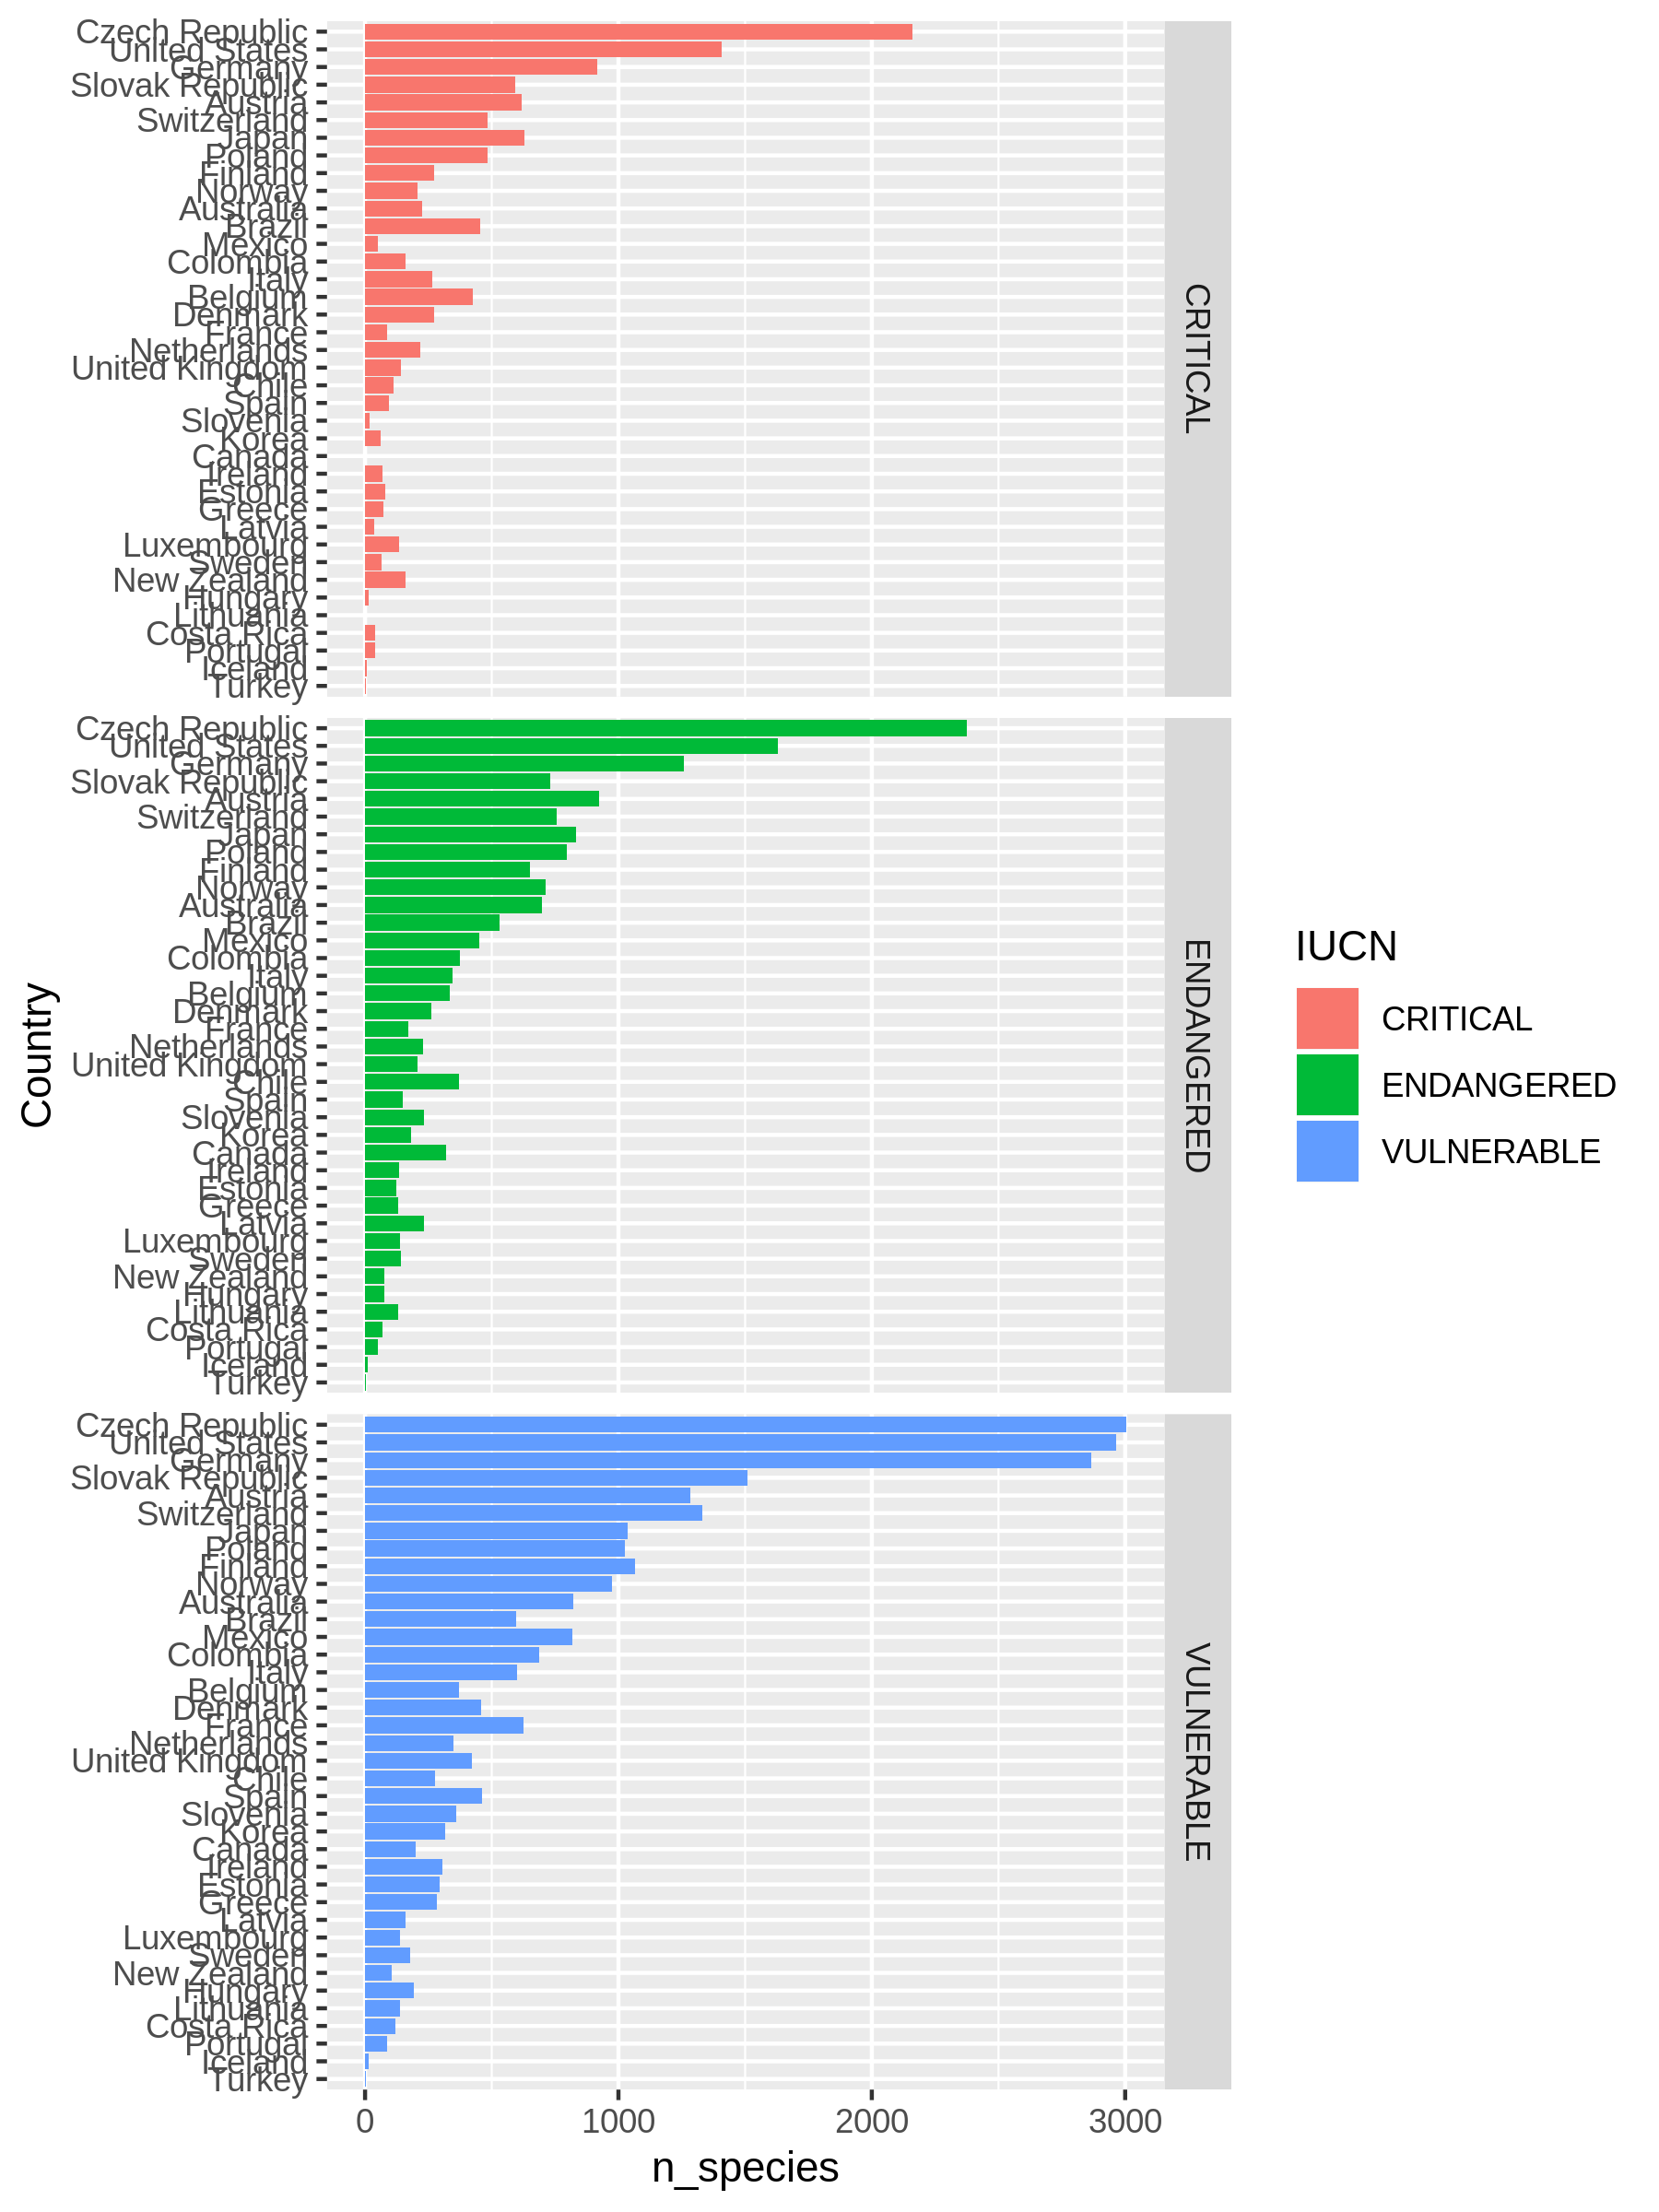 Czech Republic
United States
Germany
Slovak Republic
Austria
Switzerland
Japan
Poland
Finland
Norway
Australia
Brazil
Mexico
Colombia
Italy
Belgium
Denmark
France
Netherlands
United Kingdom
Chile
Spain
Slovenia
Korea
Canada
Ireland
Estonia
Greece
Latvia
Luxembourg
Sweden
New Zealand
Hungary
Lithuania
Costa Rica
Portugal
Iceland
Turkey
CRITICAL
Czech Republic
United States
Germany
Slovak Republic
Austria
Switzerland
Japan
Poland
Finland
Norway
Australia
Brazil
Mexico
Colombia
Italy
Belgium
Denmark
France
Netherlands
United Kingdom
Chile
Spain
Slovenia
Korea
Canada
Ireland
Estonia
Greece
Latvia
Luxembourg
Sweden
New Zealand
Hungary
Lithuania
Costa Rica
Portugal
Iceland
Turkey
ENDANGERED
Czech Republic
United States
Germany
Slovak Republic
Austria
Switzerland
Japan
Poland
Finland
Norway
Australia
Brazil
Mexico
Colombia
Italy
Belgium
Denmark
France
Netherlands
United Kingdom
Chile
Spain
Slovenia
Korea
Canada
Ireland
Estonia
Greece
Latvia
Luxembourg
Sweden
New Zealand
Hungary
Lithuania
Costa Rica
Portugal
Iceland
Turkey
VULNERABLE
0 1000 2000 3000
n_species
Country
IUCN
CRITICAL
ENDANGERED
VULNERABLE